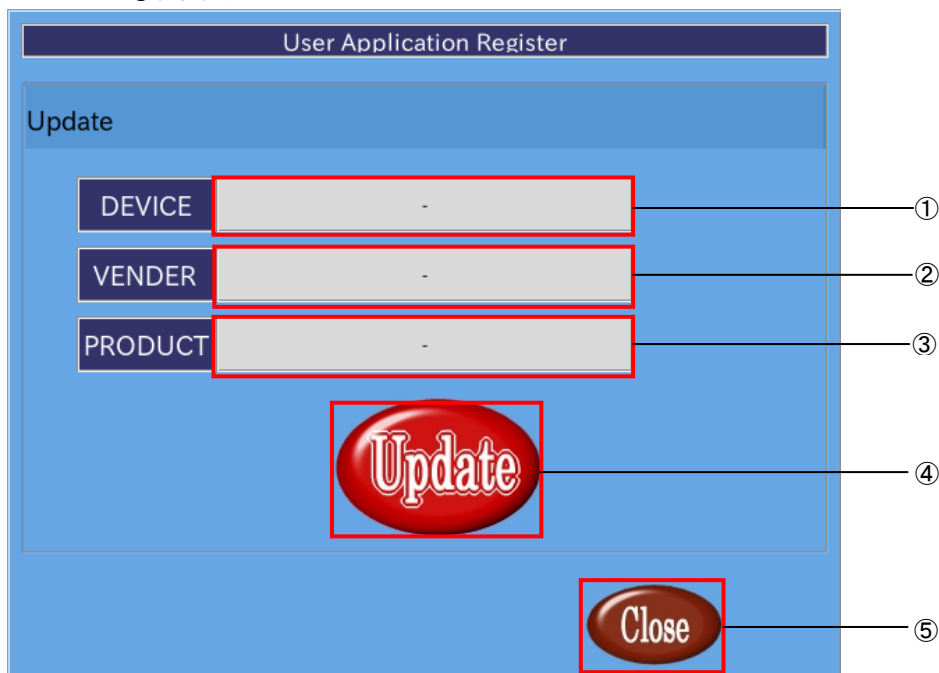 User Application Register
Update
DEVICE - ①
VENDER - ②
PRODUCT - ③
Update ④
Close ⑤